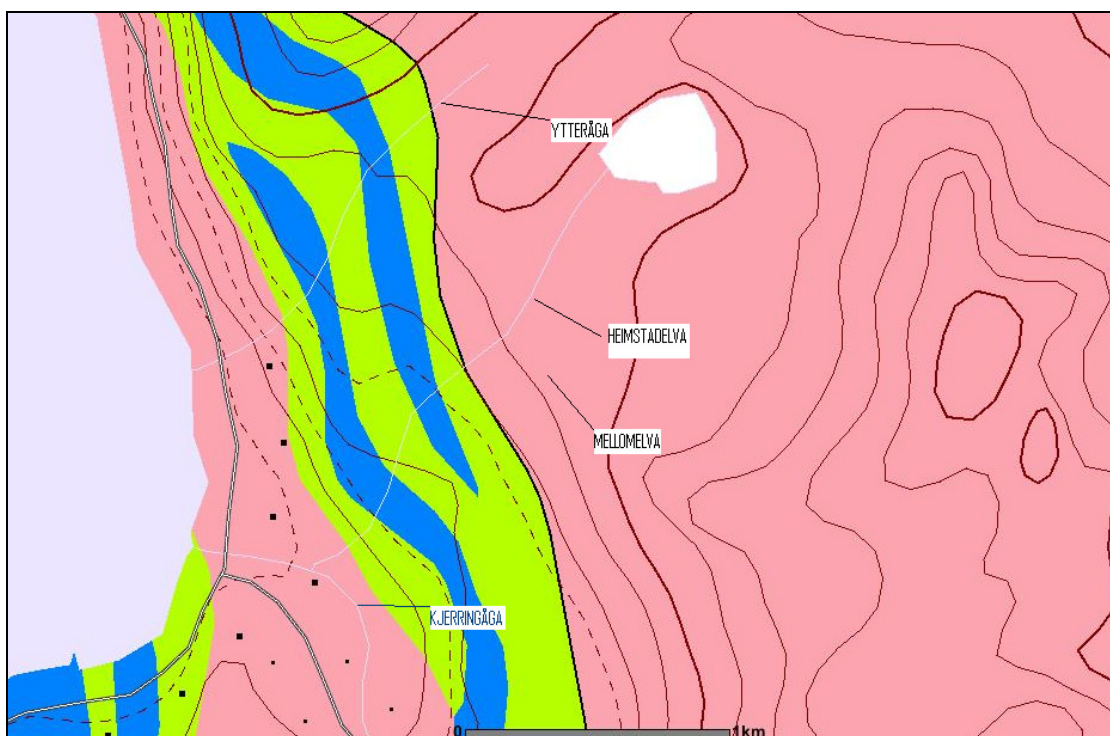 YTTERÅGA
HEIMSTADELVA
MELLOMELVA
KJERRINGÅGA
0 1km